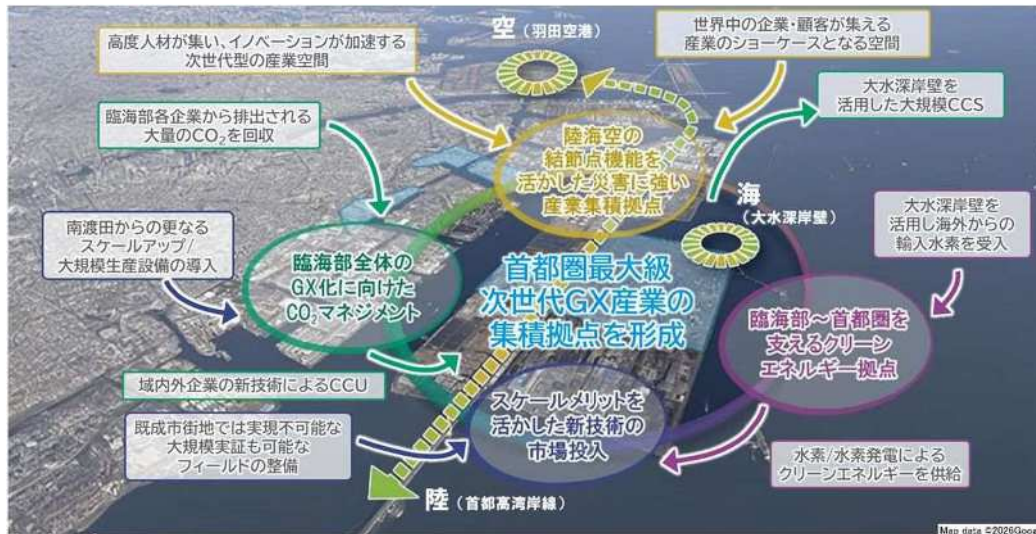 空(羽田空港)
高度人材が集い、イノベーションが加速する
次世代型の産業空間
世界中の企業・顧客が集える
産業のショーケースとなる空間
臨海部各企業から排出される
大量のCO₂を回収
大水深岸壁を
活用した大規模CCS
陸海空の
結節点機能を
活かした災害に強い
産業集積拠点
海
(大水深岸壁)
大水深岸壁を
活用し海外からの
輸入水素を受入
南渡田からの更なる
スケールアップ/
大規模生産設備の導入
臨海部全体の
GX化に向けた
CO₂マネジメント
首都圏最大級
次世代GX産業の
集積拠点を形成
臨海部~首都圏を
支えるクリーン
エネルギー拠点
域内外企業の新技術によるCCU
既成市街地では実現不可能な
大規模実証も可能な
フィールドの整備
スケールメリットを
活かした新技術の
市場投入
水素/水素発電による
クリーンエネルギーを供給
陸(首都高湾岸線)
Map data ©2026Goog